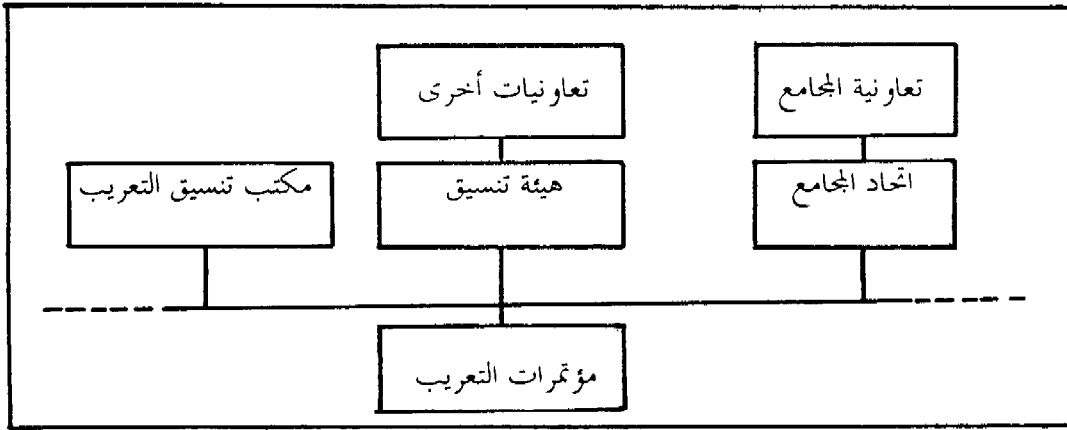 تعاونية المجامع
تعاونيات أخرى
اتحاد المجامع
هيئة تنسيق
مكتب تنسيق التعريب
مؤتمرات التعريب